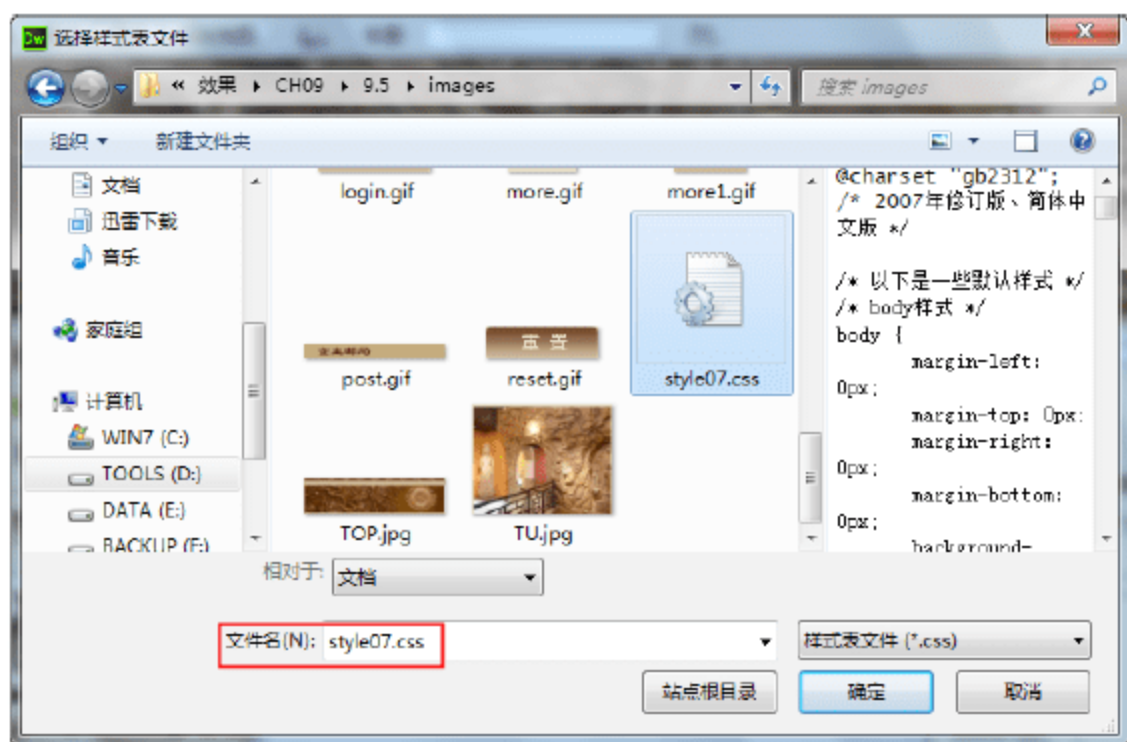 Dw 选择样式表文件
« 效果 ▸ CH09 ▸ 9.5 ▸ images
搜索 images
组织 ▼ 新建文件夹
文档
迅雷下载
音乐
家庭组
计算机
WIN7 (C:)
TOOLS (D:)
DATA (E:)
BACKUP (F:)
login.gif more.gif more1.gif
重置
post.gif reset.gif style07.css
TOP.jpg TU.jpg
@charset "gb2312";
/* 2007年修订版、简体中
文版 */
/* 以下是一些默认样式 */
/* body样式 */
body {
margin-left:
0px;
margin-top: 0px;
margin-right:
0px;
margin-bottom:
0px;
background-
相对于: 文档
文件名(N): style07.css
样式表文件 (*.css)
站点根目录 确定 取消